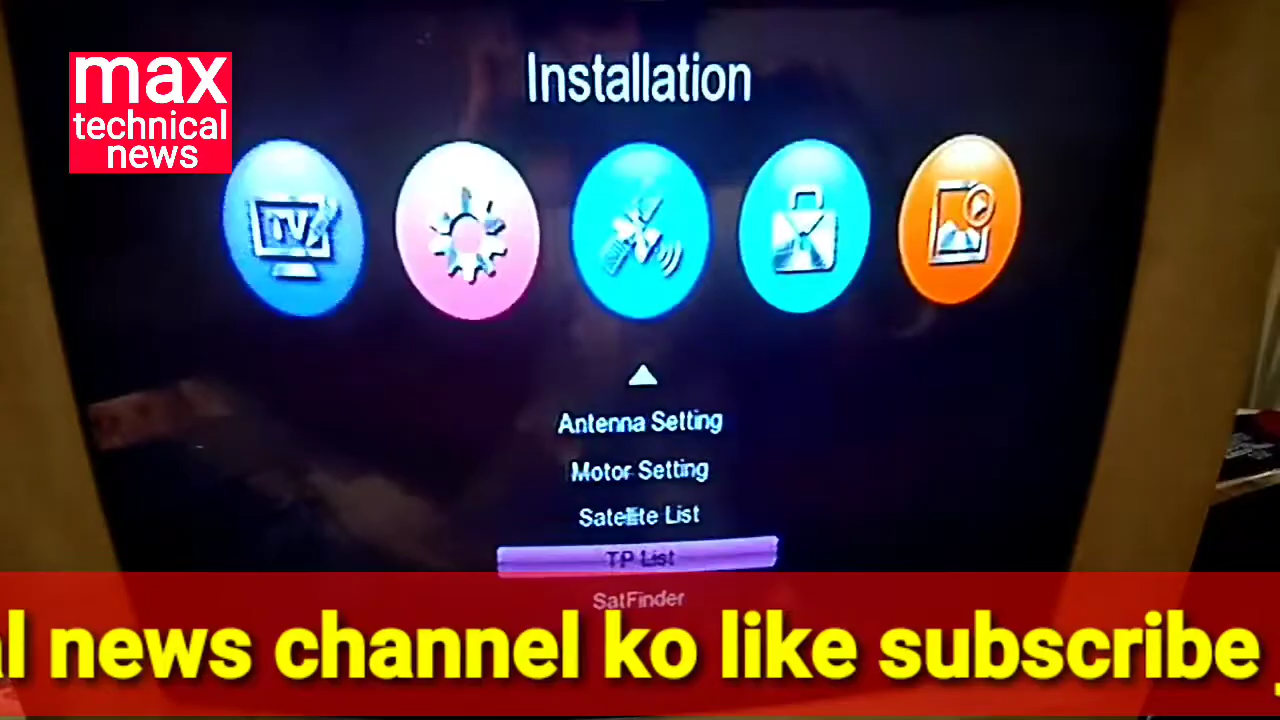 max
technical
news
Installation
TV
Antenna Setting
Motor Setting
Satellite List
TP List
SatFinder
al news channel ko like subscribe